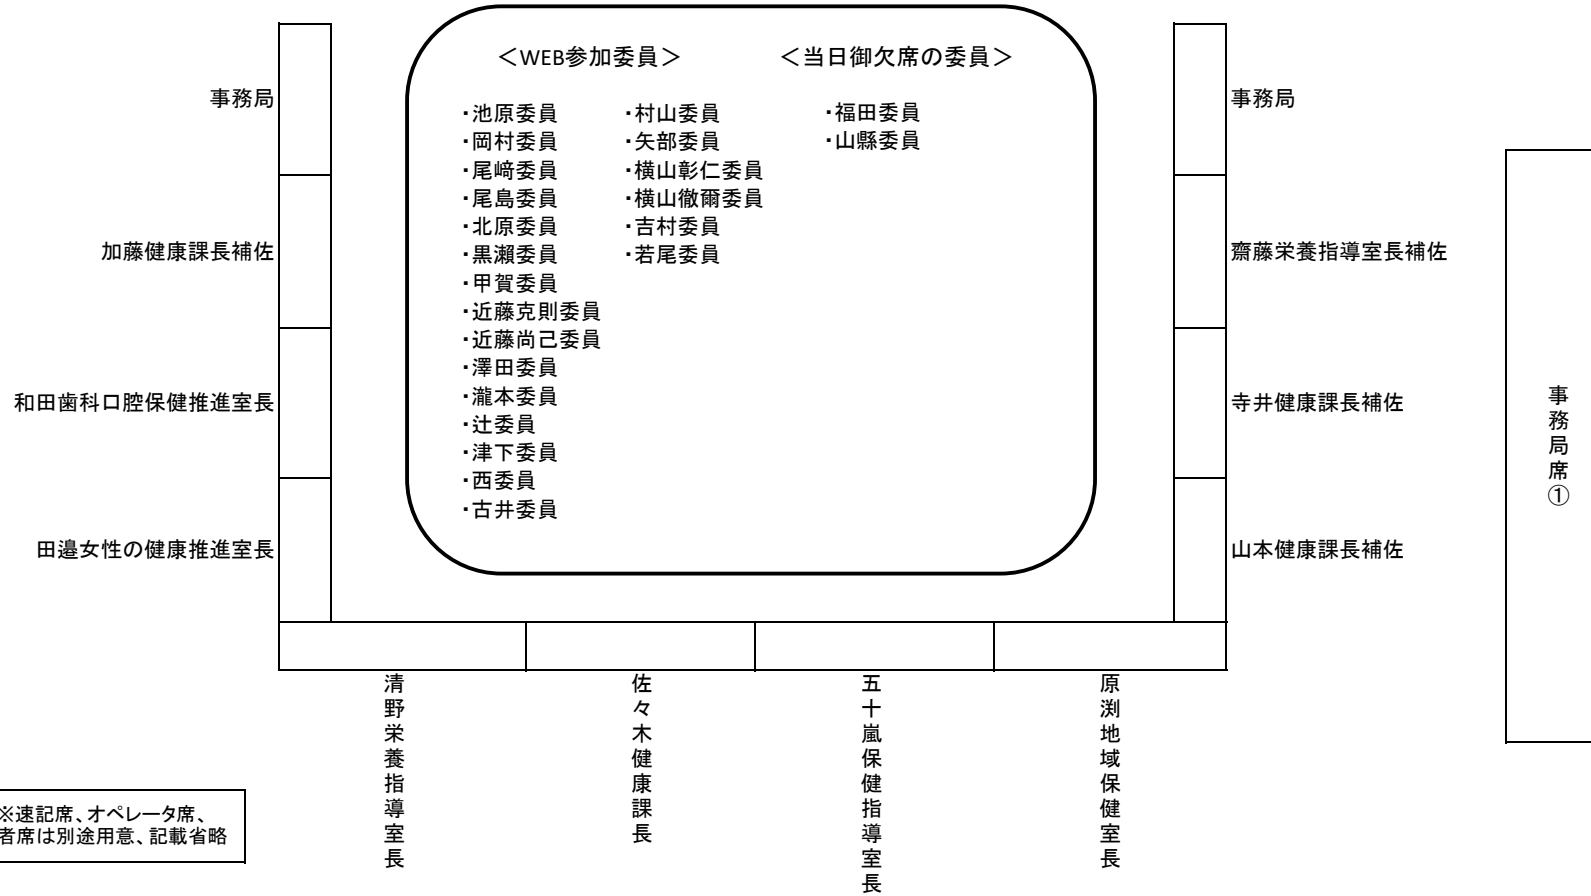 ＜WEB参加委員＞
・池原委員
・岡村委員
・尾﨑委員
・尾島委員
・北原委員
・黒瀨委員
・甲賀委員
・近藤克則委員
・近藤尚己委員
・澤田委員
・瀧本委員
・辻委員
・津下委員
・西委員
・古井委員
・村山委員
・矢部委員
・横山彰仁委員
・横山徹爾委員
・吉村委員
・若尾委員
＜当日御欠席の委員＞
・福田委員
・山縣委員
事務局
加藤健康課長補佐
和田歯科口腔保健推進室長
田邉女性の健康推進室長
清野栄養指導室長
佐々木健康課長
五十嵐保健指導室長
原渕地域保健室長
事務局
齋藤栄養指導室長補佐
寺井健康課長補佐
山本健康課長補佐
事務局席①
※速記席、オペレータ席、
者席は別途用意、記載省略